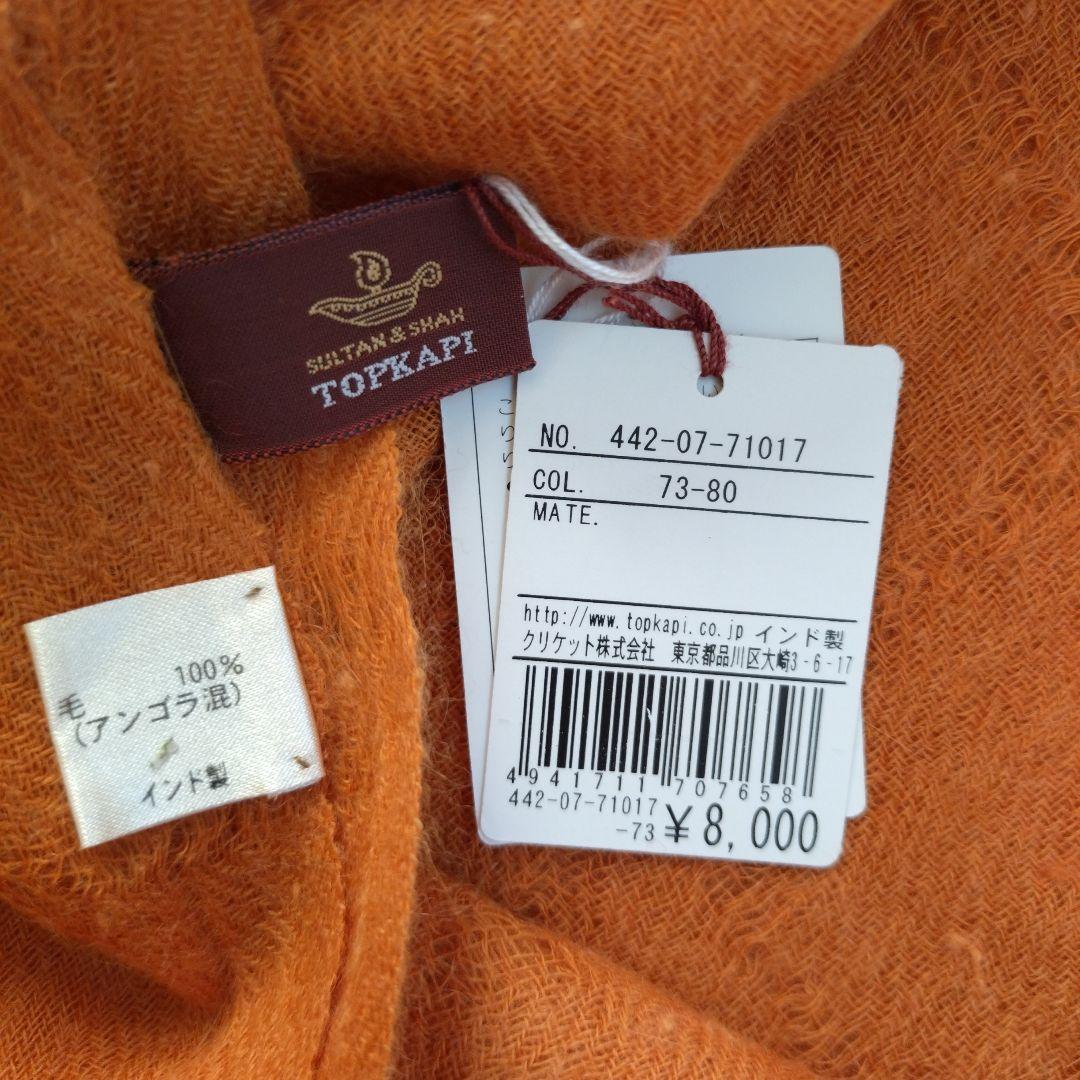 SULTAN & SHAH
TOPKAPI
NO. 442-07-71017
COL. 73-80
MATE.
http://www.topkapi.co.jp インド製
クリケット株式会社 東京都品川区大崎3-6-17
4941711707658
442-07-71017
-73 ¥8,000
毛 100%
(アンゴラ混)
インド製